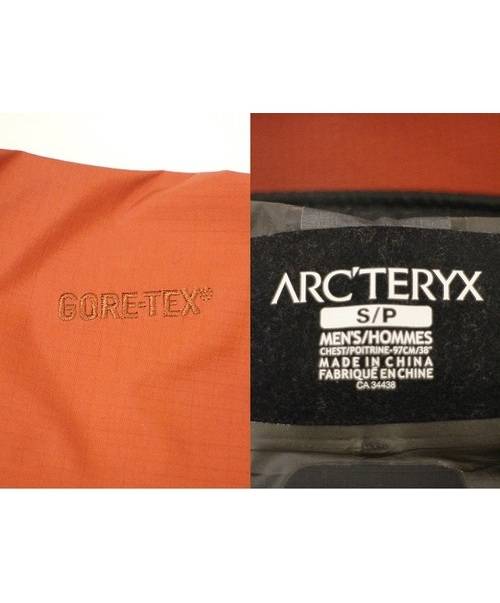 GORE-TEX®
ARC'TERYX
S/P
MEN'S/HOMMES
CHEST/POITRINE-97CM/38"
MADE IN CHINA
FABRIQUÉ EN CHINE
CA 34438